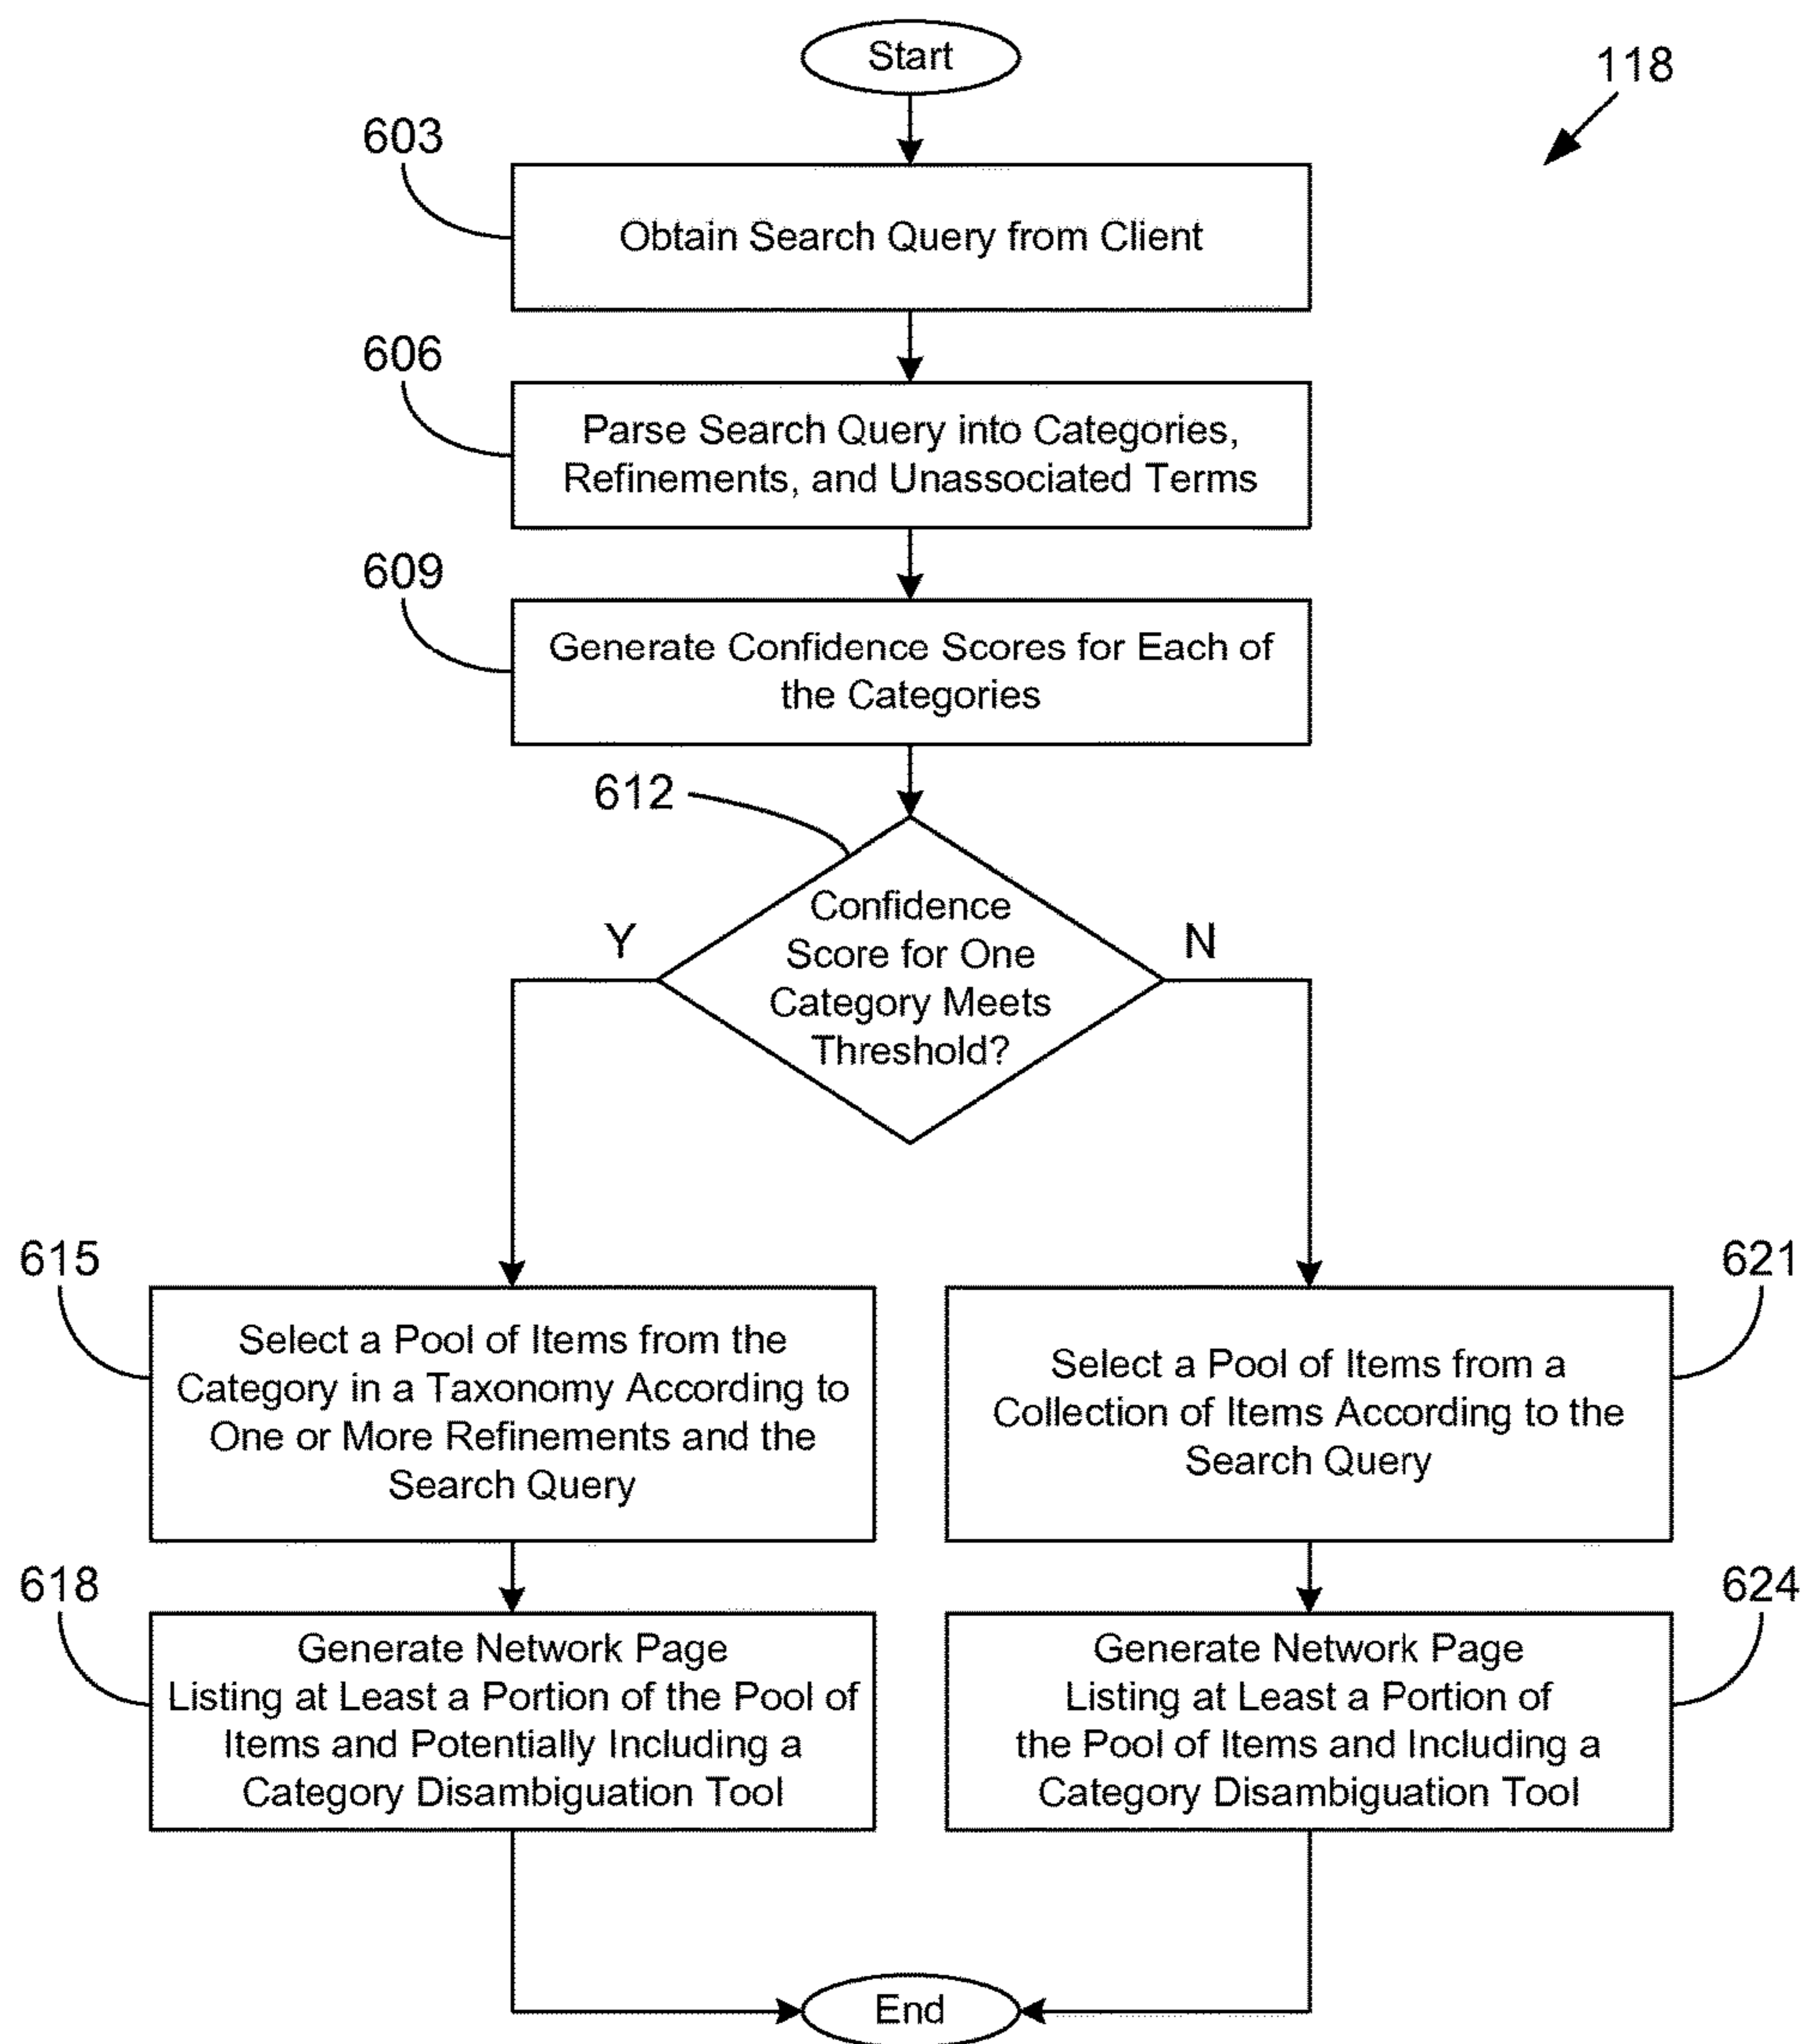 Start
118
603
Obtain Search Query from Client
606
Parse Search Query into Categories,
Refinements, and Unassociated Terms
609
Generate Confidence Scores for Each of
the Categories
612
Confidence
Score for One
Category Meets
Threshold?
Y
N
615
Select a Pool of Items from the
Category in a Taxonomy According to
One or More Refinements and the
Search Query
621
Select a Pool of Items from a
Collection of Items According to the
Search Query
618
Generate Network Page
Listing at Least a Portion of the Pool of
Items and Potentially Including a
Category Disambiguation Tool
624
Generate Network Page
Listing at Least a Portion of
the Pool of Items and Including a
Category Disambiguation Tool
End